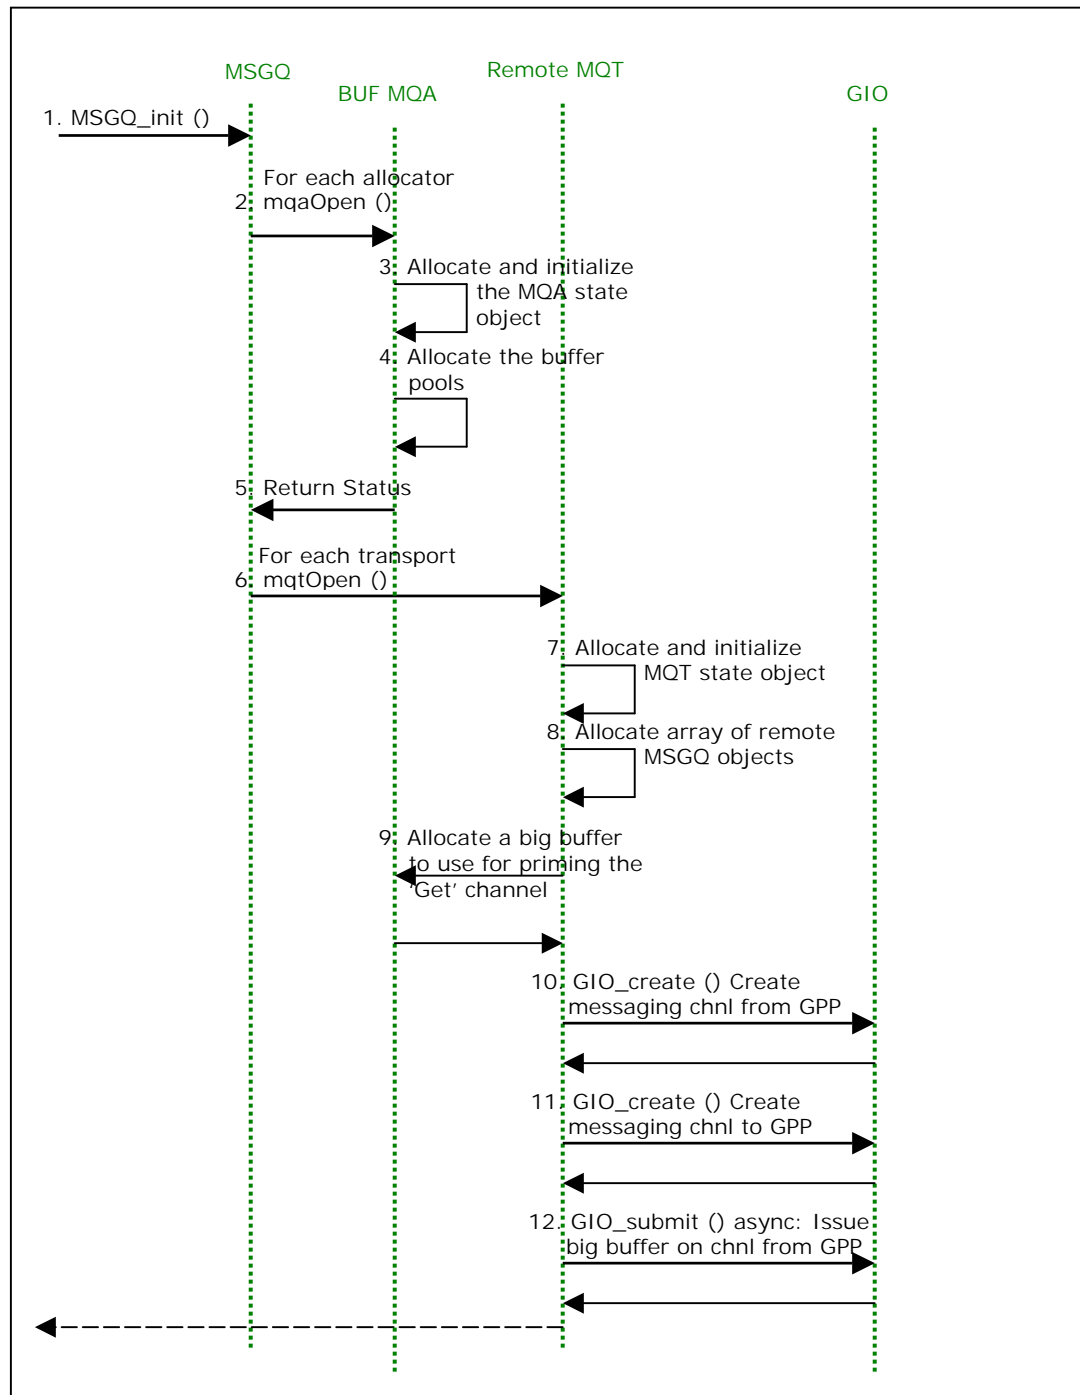 MSGQ
BUF MQA
Remote MQT
GIO
1. MSGQ_init ()
For each allocator
2. mqaOpen ()
3. Allocate and initialize
the MQA state
object
4. Allocate the buffer
pools
5. Return Status
For each transport
6. mqtOpen ()
7. Allocate and initialize
MQT state object
8. Allocate array of remote
MSGQ objects
9. Allocate a big buffer
to use for priming the
'Get' channel
10. GIO_create () Create
messaging chnl from GPP
11. GIO_create () Create
messaging chnl to GPP
12. GIO_submit () async: Issue
big buffer on chnl from GPP